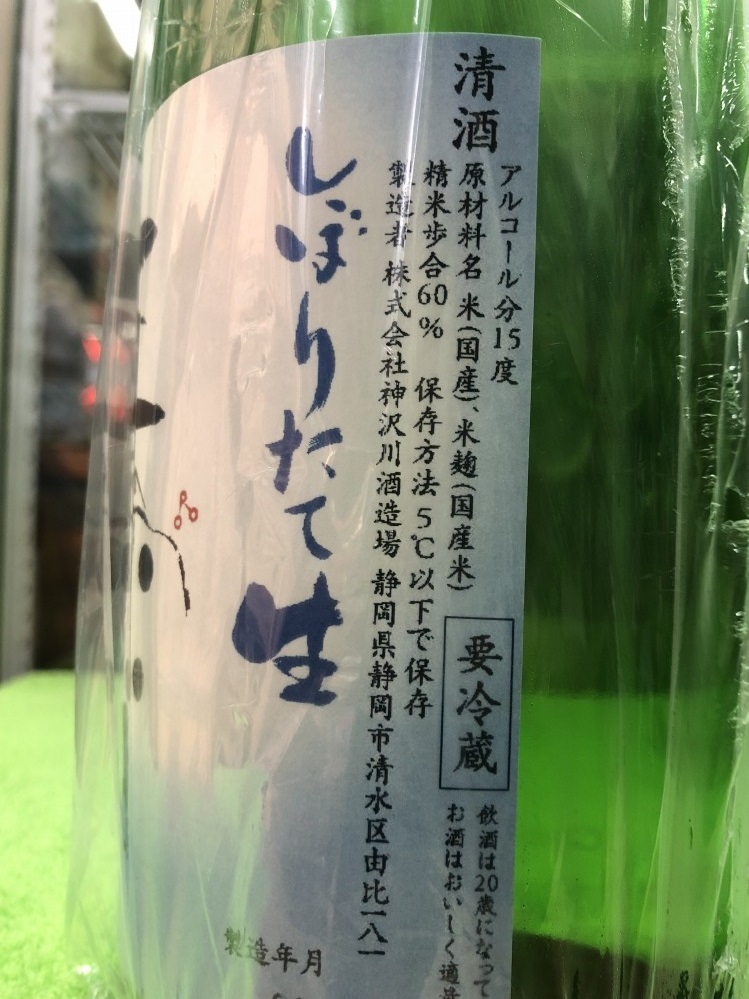 清酒
アルコール分15度
原材料名 米(国産)、米麹(国産米)
精米歩合60% 保存方法 5℃以下で保存
製造者 株式会社神沢川酒造場 静岡県静岡市清水区由比一八一
要冷蔵
飲酒は20歳になって
お酒はおいしく適量
しぼりたて
生
製造年月